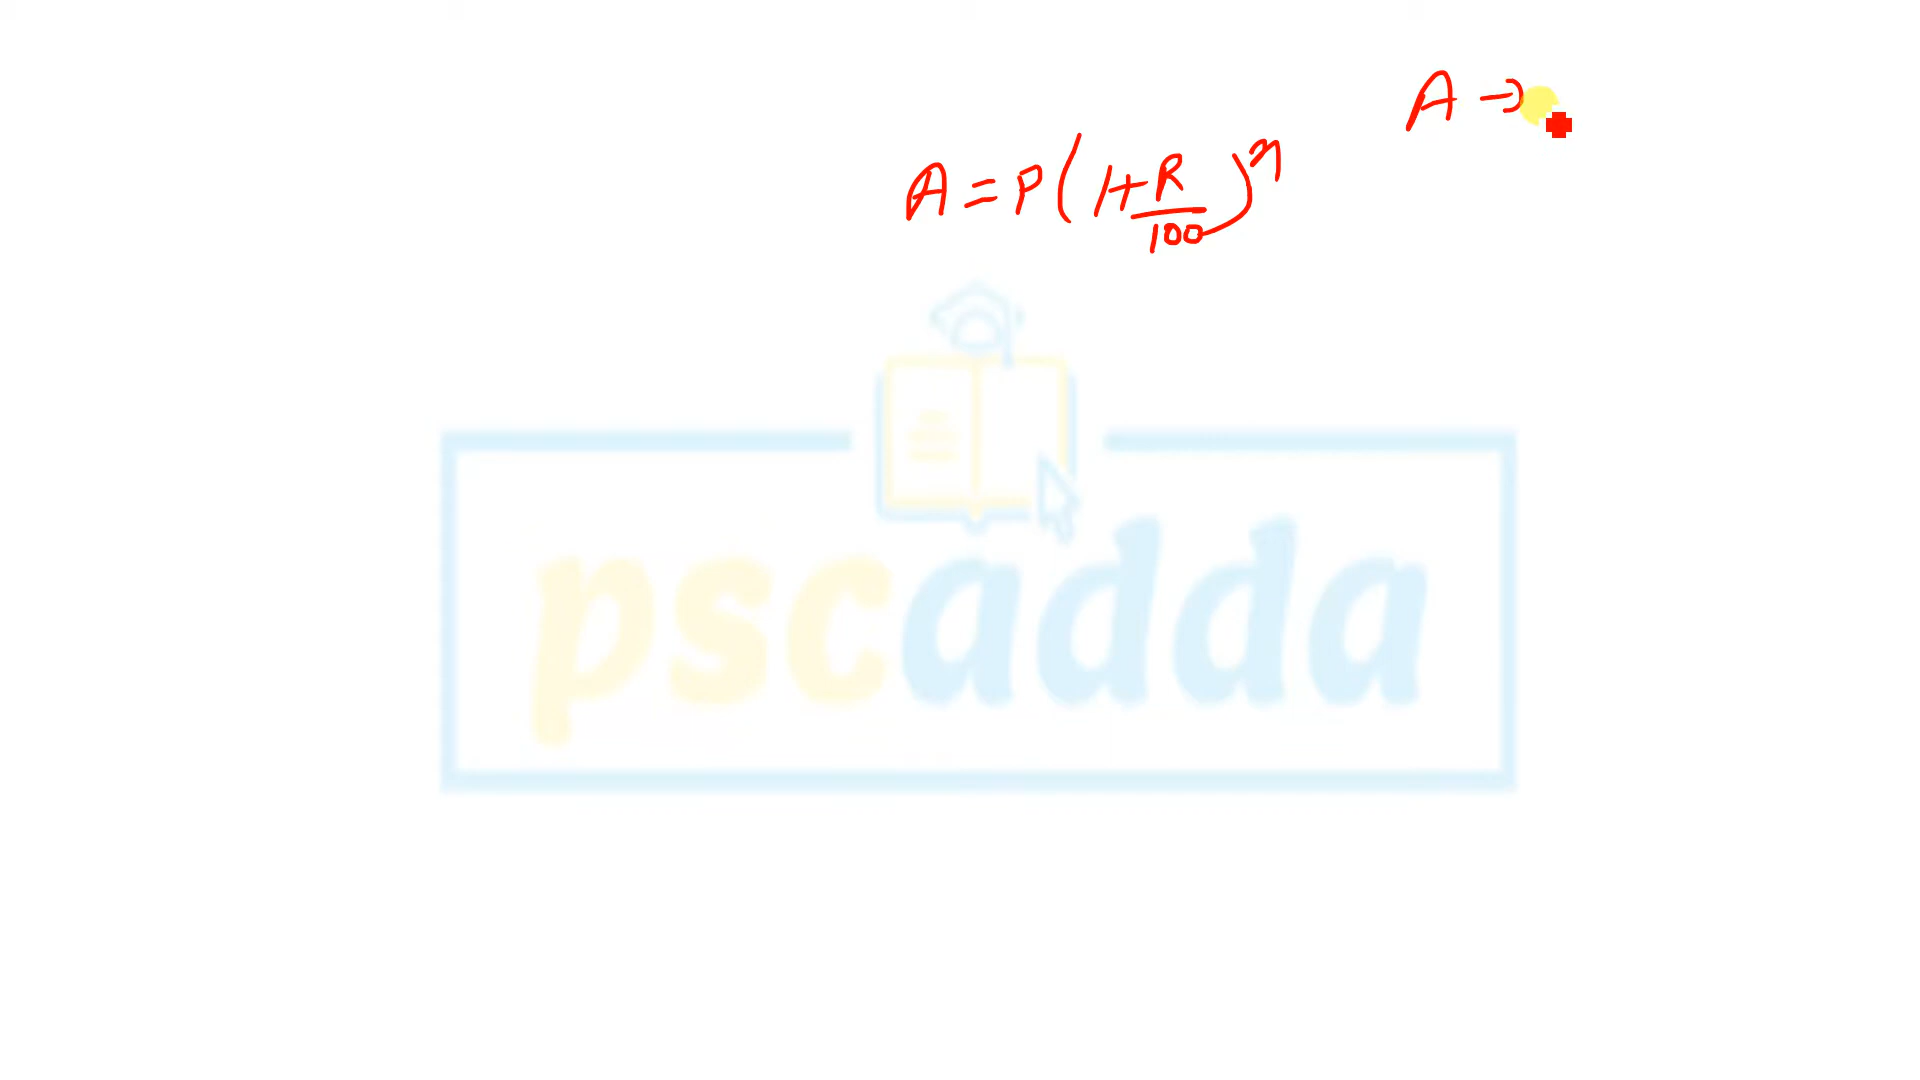 A →
A = P(1 + R/100)^n
pscadda